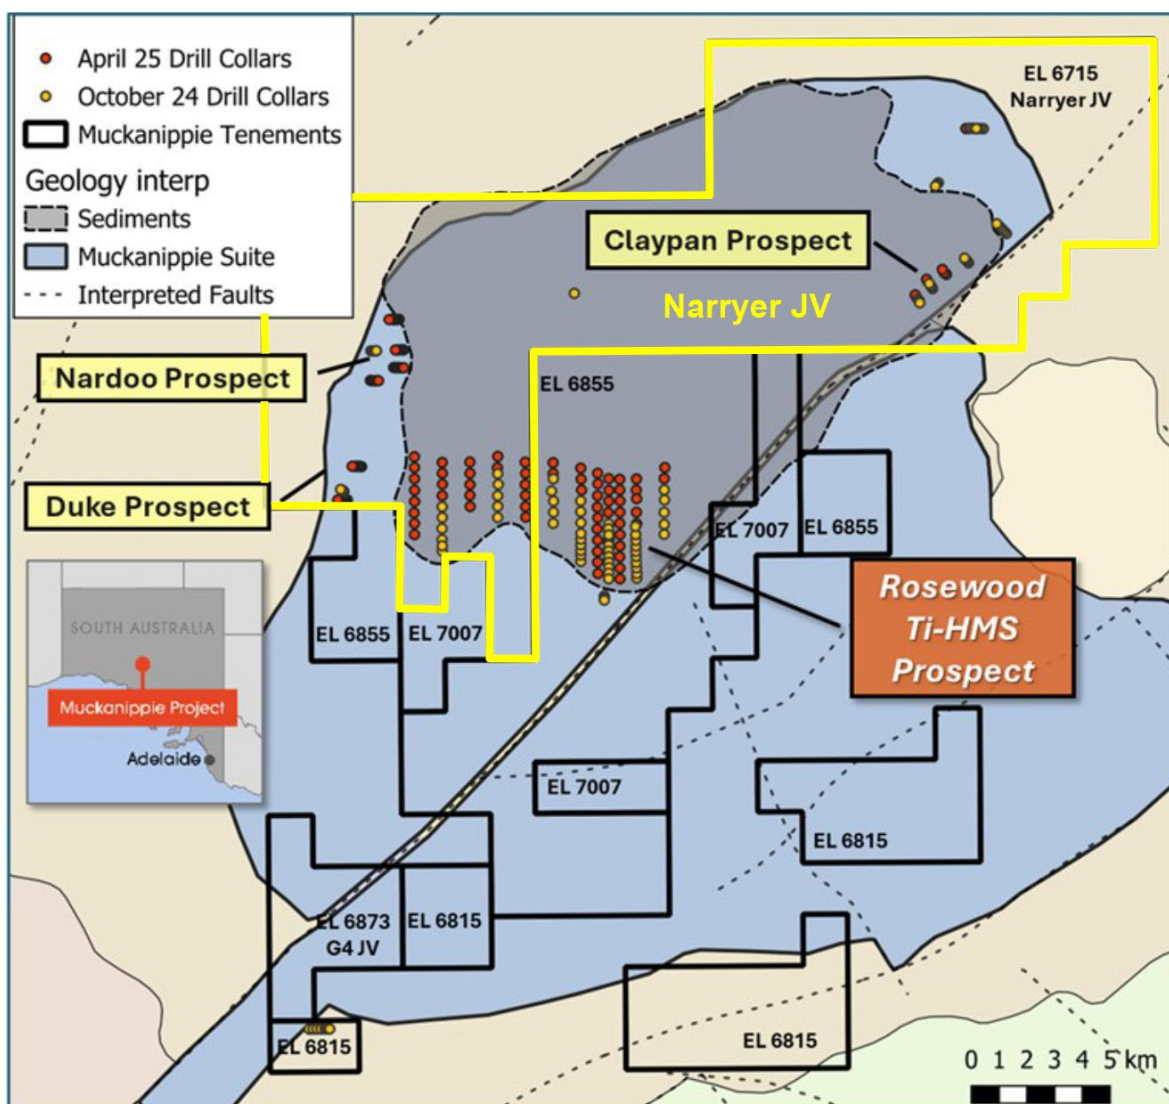 April 25 Drill Collars
October 24 Drill Collars
Muckanippie Tenements
Geology interp
Sediments
Muckanippie Suite
Interpreted Faults
EL 6715
Narryer JV
Claypan Prospect
Narryer JV
Nardoo Prospect
EL 6855
Duke Prospect
EL 7007
EL 6855
Rosewood
Ti-HMS
Prospect
EL 6855
EL 7007
SOUTH AUSTRALIA
Muckanippie Project
Adelaide
EL 7007
EL 6815
EL 6873
G4 JV
EL 6815
EL 6815
EL 6815
0 1 2 3 4 5 km